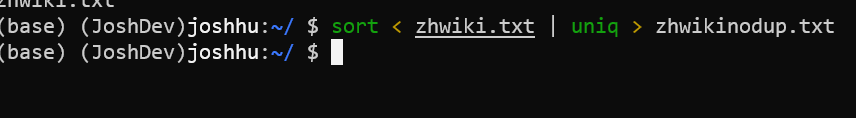 zhwiki.txt
(base) (JoshDev)joshhu:~/ $ sort < zhwiki.txt | uniq > zhwikinodup.txt
(base) (JoshDev)joshhu:~/ $